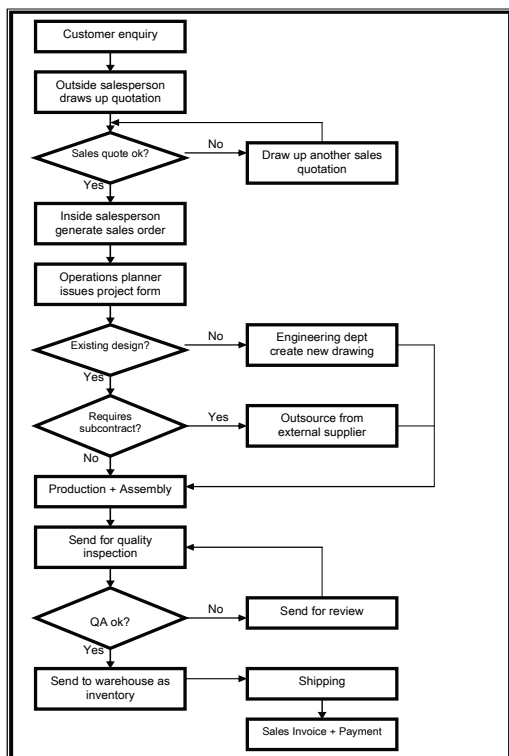 Customer enquiry
Outside salesperson
draws up quotation
Sales quote ok?
No
Draw up another sales
quotation
Yes
Inside salesperson
generate sales order
Operations planner
issues project form
Existing design?
No
Engineering dept
create new drawing
Yes
Requires
subcontract?
Yes
Outsource from
external supplier
No
Production + Assembly
Send for quality
inspection
QA ok?
No
Send for review
Yes
Send to warehouse as
inventory
Shipping
Sales Invoice + Payment